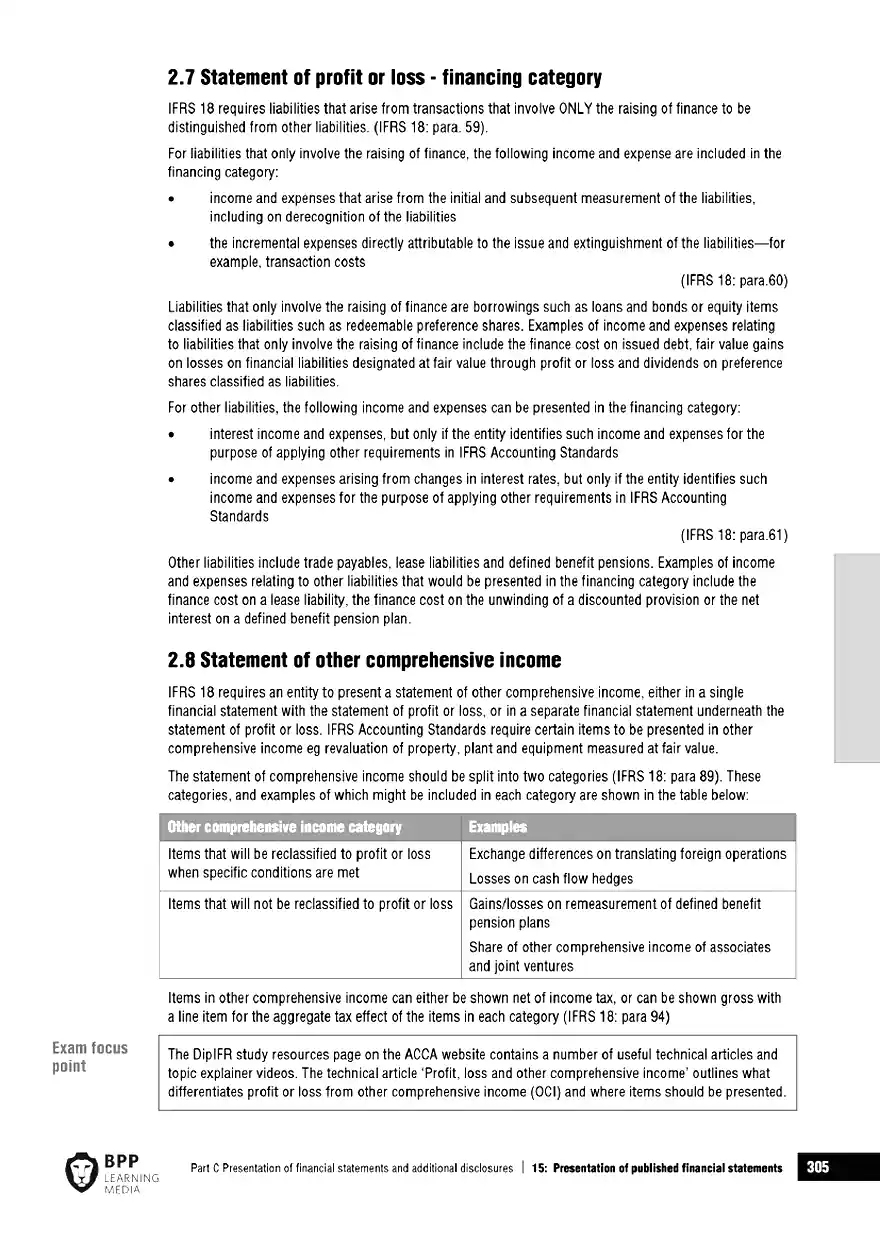 2.7 Statement of profit or loss - financing category
IFRS 18 requires liabilities that arise from transactions that involve ONLY the raising of finance to be
distinguished from other liabilities. (IFRS 18: para. 59).
For liabilities that only involve the raising of finance, the following income and expense are included in the
financing category:
• income and expenses that arise from the initial and subsequent measurement of the liabilities,
including on derecognition of the liabilities
• the incremental expenses directly attributable to the issue and extinguishment of the liabilities—for
example, transaction costs
(IFRS 18: para.60)
Liabilities that only involve the raising of finance are borrowings such as loans and bonds or equity items
classified as liabilities such as redeemable preference shares. Examples of income and expenses relating
to liabilities that only involve the raising of finance include the finance cost on issued debt, fair value gains
on losses on financial liabilities designated at fair value through profit or loss and dividends on preference
shares classified as liabilities.
For other liabilities, the following income and expenses can be presented in the financing category:
• interest income and expenses, but only if the entity identifies such income and expenses for the
purpose of applying other requirements in IFRS Accounting Standards
• income and expenses arising from changes in interest rates, but only if the entity identifies such
income and expenses for the purpose of applying other requirements in IFRS Accounting
Standards
(IFRS 18: para.61)
Other liabilities include trade payables, lease liabilities and defined benefit pensions. Examples of income
and expenses relating to other liabilities that would be presented in the financing category include the
finance cost on a lease liability, the finance cost on the unwinding of a discounted provision or the net
interest on a defined benefit pension plan.
2.8 Statement of other comprehensive income
IFRS 18 requires an entity to present a statement of other comprehensive income, either in a single
financial statement with the statement of profit or loss, or in a separate financial statement underneath the
statement of profit or loss. IFRS Accounting Standards require certain items to be presented in other
comprehensive income eg revaluation of property, plant and equipment measured at fair value.
The statement of comprehensive income should be split into two categories (IFRS 18: para 89). These
categories, and examples of which might be included in each category are shown in the table below:
Other comprehensive income category Examples
Items that will be reclassified to profit or loss
when specific conditions are met
Exchange differences on translating foreign operations
Losses on cash flow hedges
Items that will not be reclassified to profit or loss
Gains/losses on remeasurement of defined benefit
pension plans
Share of other comprehensive income of associates
and joint ventures
Items in other comprehensive income can either be shown net of income tax, or can be shown gross with
a line item for the aggregate tax effect of the items in each category (IFRS 18: para 94)
Exam focus
point
The DipIFR study resources page on the ACCA website contains a number of useful technical articles and
topic explainer videos. The technical article 'Profit, loss and other comprehensive income' outlines what
differentiates profit or loss from other comprehensive income (OCI) and where items should be presented.
BPP
LEARNING
MEDIA
Part C Presentation of financial statements and additional disclosures | 15: Presentation of published financial statements 305